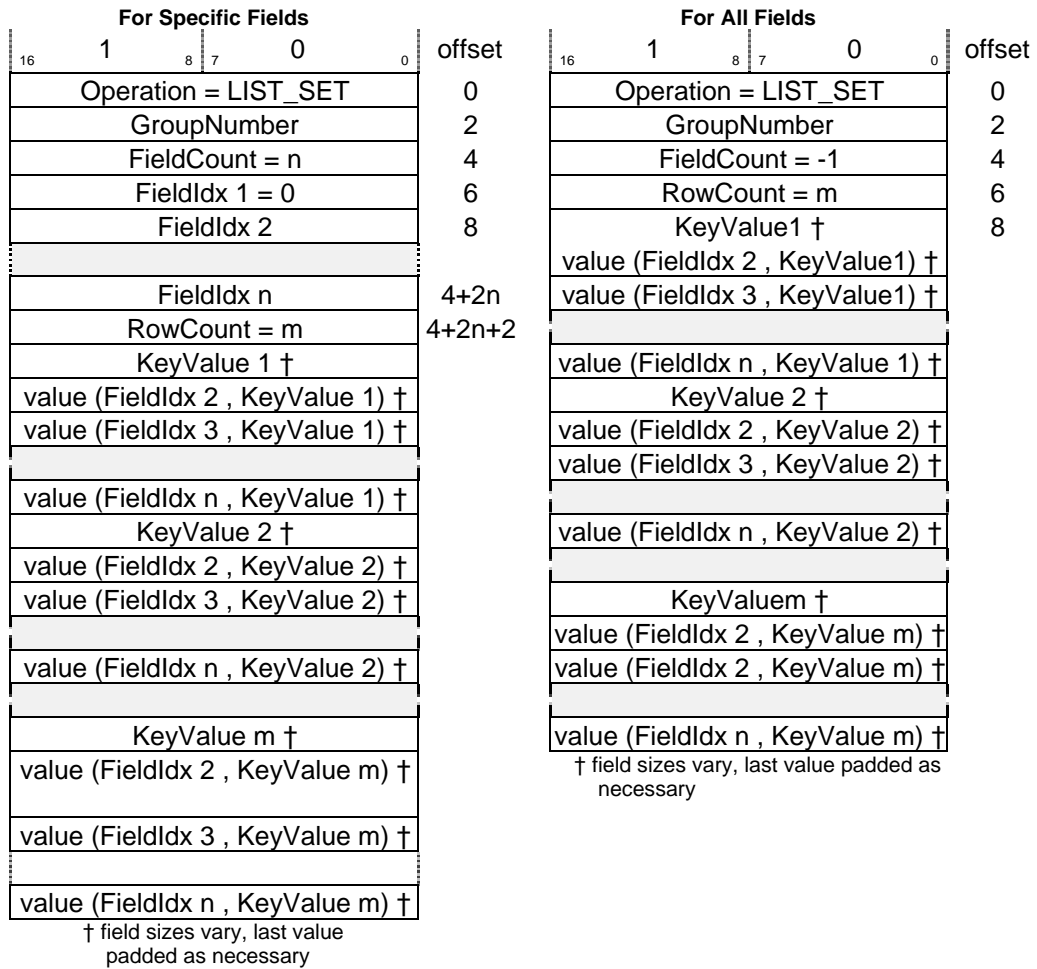 For Specific Fields
16 1 8 7 0 0 offset
Operation = LIST_SET 0
GroupNumber 2
FieldCount = n 4
FieldIdx 1 = 0 6
FieldIdx 2 8
FieldIdx n 4+2n
RowCount = m 4+2n+2
KeyValue 1 †
value (FieldIdx 2 , KeyValue 1) †
value (FieldIdx 3 , KeyValue 1) †
value (FieldIdx n , KeyValue 1) †
KeyValue 2 †
value (FieldIdx 2 , KeyValue 2) †
value (FieldIdx 3 , KeyValue 2) †
value (FieldIdx n , KeyValue 2) †
KeyValue m †
value (FieldIdx 2 , KeyValue m) †
value (FieldIdx 3 , KeyValue m) †
value (FieldIdx n , KeyValue m) †
† field sizes vary, last value
padded as necessary
For All Fields
16 1 8 7 0 0 offset
Operation = LIST_SET 0
GroupNumber 2
FieldCount = -1 4
RowCount = m 6
KeyValue1 † 8
value (FieldIdx 2 , KeyValue1) †
value (FieldIdx 3 , KeyValue1) †
value (FieldIdx n , KeyValue 1) †
KeyValue 2 †
value (FieldIdx 2 , KeyValue 2) †
value (FieldIdx 3 , KeyValue 2) †
value (FieldIdx n , KeyValue 2) †
KeyValuem †
value (FieldIdx 2 , KeyValue m) †
value (FieldIdx 2 , KeyValue m) †
value (FieldIdx n , KeyValue m) †
† field sizes vary, last value padded as
necessary